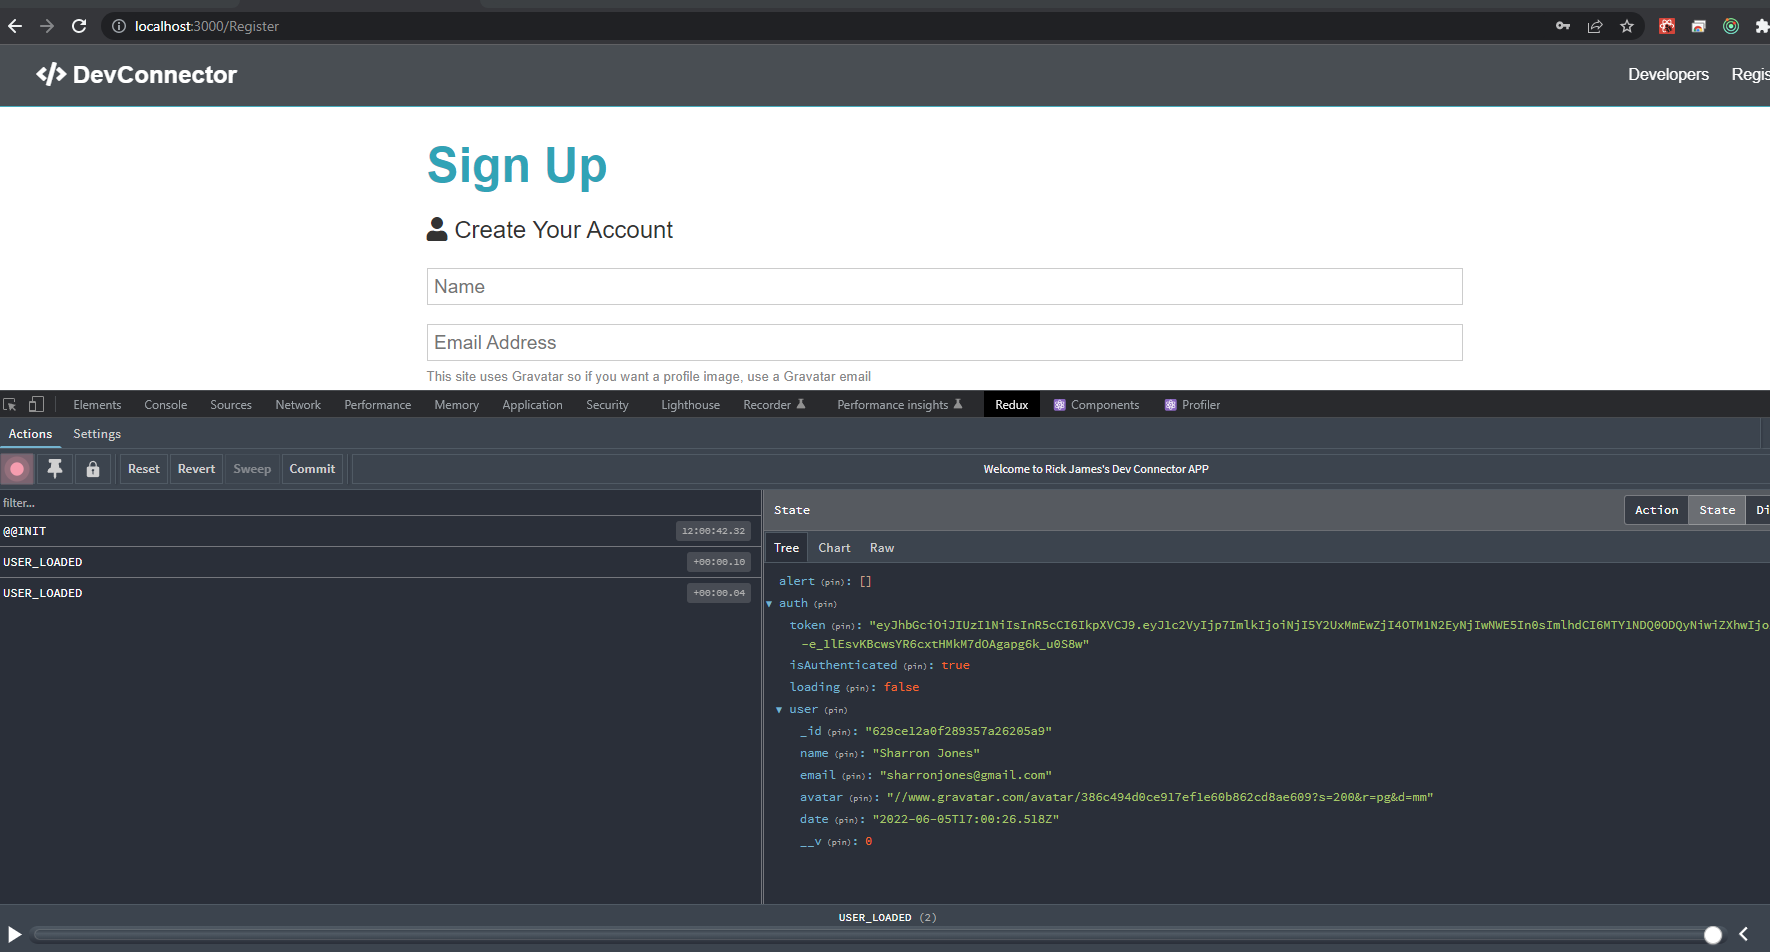 localhost:3000/Register
DevConnector
Developers Regis
Sign Up
Create Your Account
Name
Email Address
This site uses Gravatar so if you want a profile image, use a Gravatar email
Elements Console Sources Network Performance Memory Application Security Lighthouse Recorder Performance insights Redux Components Profiler
Actions Settings
Reset Revert Sweep Commit Welcome to Rick James's Dev Connector APP
filter...
@@INIT 12:00:42.32
USER_LOADED +00:00.10
USER_LOADED +00:00.04
State Action State Di
Tree Chart Raw
alert (pin): []
auth (pin)
token (pin):
isAuthenticated (pin): true
loading (pin): false
user (pin)
_id (pin): "629ce12a0f289357a26205a9"
name (pin): "Sharron Jones"
email (pin): "sharronjones@gmail.com"
avatar (pin): "//www.gravatar.com/avatar/386c494d0ce917ef1e60b862cd8ae609?s=200&r=pg&d=mm"
date (pin): "2022-06-05T17:00:26.518Z"
__v (pin): 0
USER_LOADED (2)